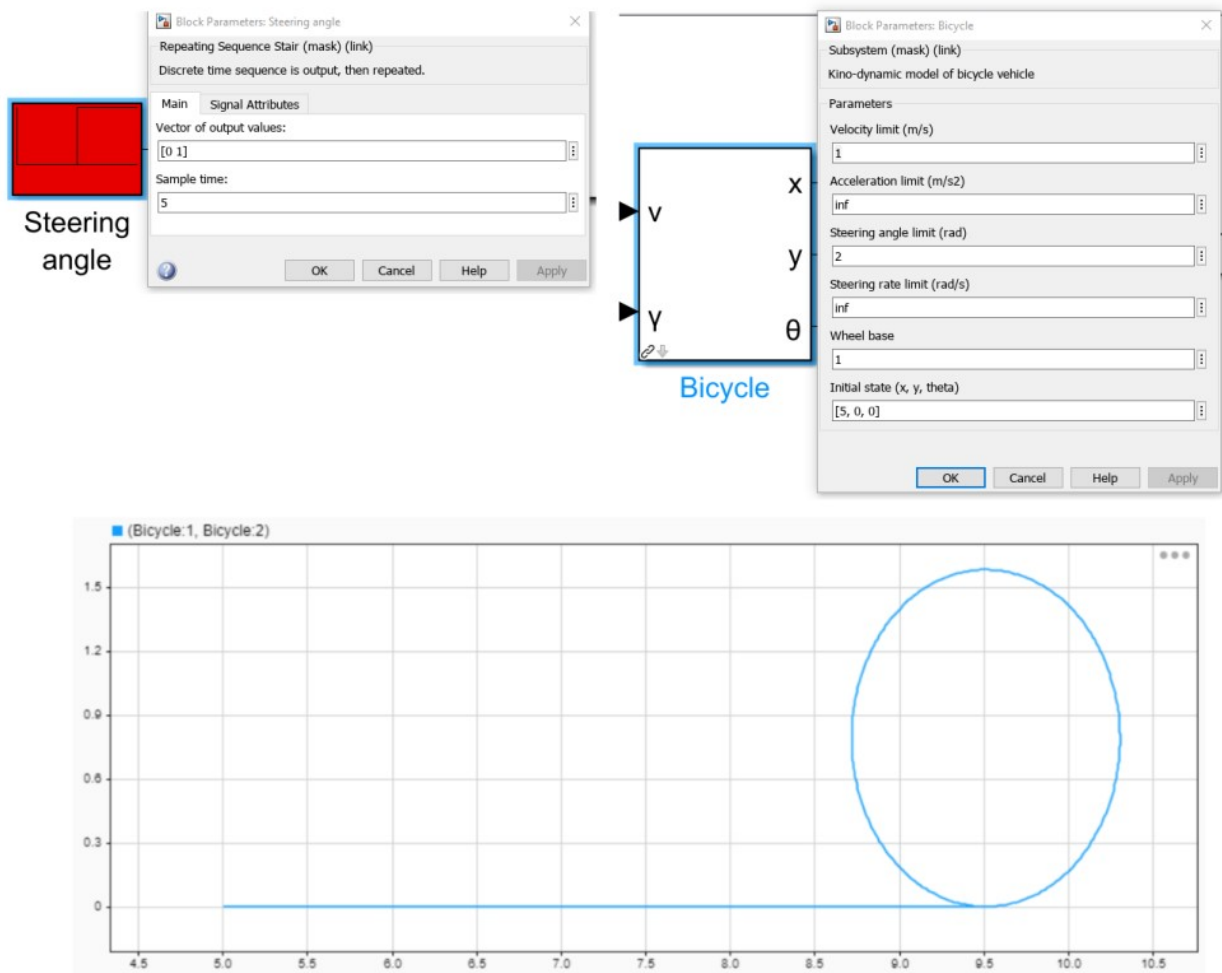 Block Parameters: Steering angle
Repeating Sequence Stair (mask) (link)
Discrete time sequence is output, then repeated.
Main
Signal Attributes
Vector of output values:
[0 1]
Sample time:
5
OK
Cancel
Help
Apply
Steering
angle
v
γ
x
y
θ
Bicycle
Block Parameters: Bicycle
Subsystem (mask) (link)
Kino-dynamic model of bicycle vehicle
Parameters
Velocity limit (m/s)
1
Acceleration limit (m/s2)
inf
Steering angle limit (rad)
2
Steering rate limit (rad/s)
inf
Wheel base
1
Initial state (x, y, theta)
[5, 0, 0]
OK
Cancel
Help
Apply
(Bicycle:1, Bicycle:2)
1.5
1.2
0.9
0.6
0.3
0
4.5 5.0 5.5 6.0 6.5 7.0 7.5 8.0 8.5 9.0 9.5 10.0 10.5